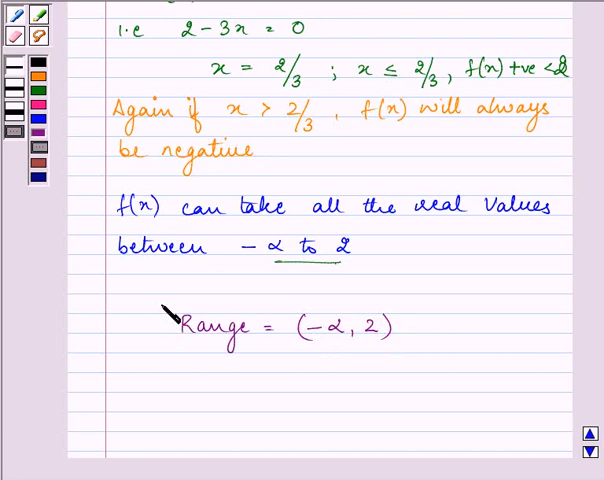 i.e 2 - 3x = 0
x = 2/3 ; x ≤ 2/3, f(x) +ve < 2
Again if x > 2/3, f(x) will always
be negative
f(x) can take all the real values
between - α to 2
Range = (-α, 2)